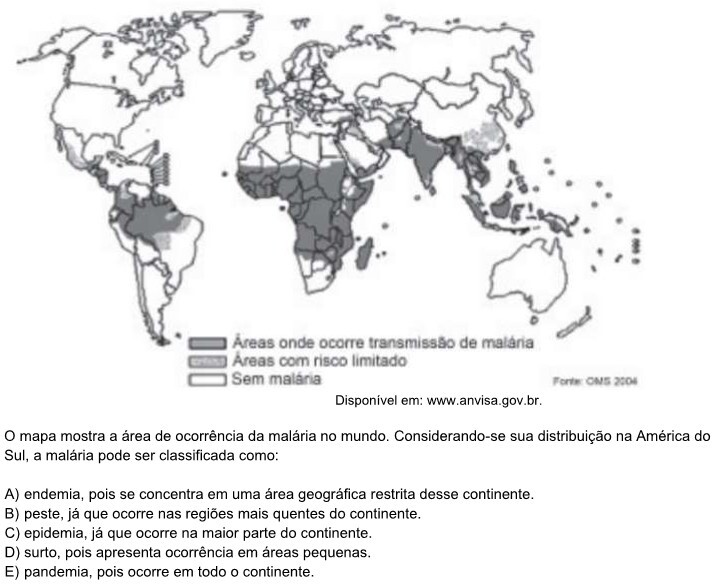 Áreas onde ocorre transmissão de malária
Áreas com risco limitado
Sem malária
Fonte: OMS 2004
Disponível em: www.anvisa.gov.br.
O mapa mostra a área de ocorrência da malária no mundo. Considerando-se sua distribuição na América do
Sul, a malária pode ser classificada como:
A) endemia, pois se concentra em uma área geográfica restrita desse continente.
B) peste, já que ocorre nas regiões mais quentes do continente.
C) epidemia, já que ocorre na maior parte do continente.
D) surto, pois apresenta ocorrência em áreas pequenas.
E) pandemia, pois ocorre em todo o continente.